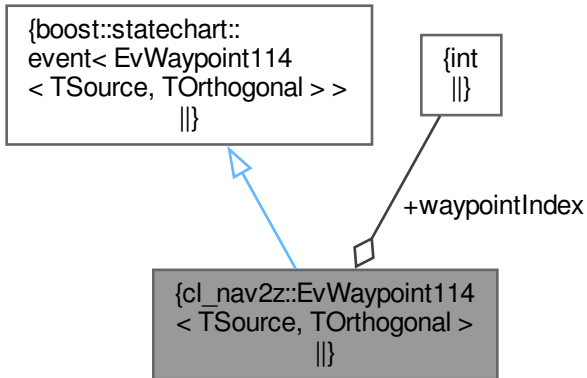 {boost::statechart::
event< EvWaypoint114
< TSource, TOrthogonal > >
||}
{int
||}
+waypointIndex
{cl_nav2z::EvWaypoint114
< TSource, TOrthogonal >
||}